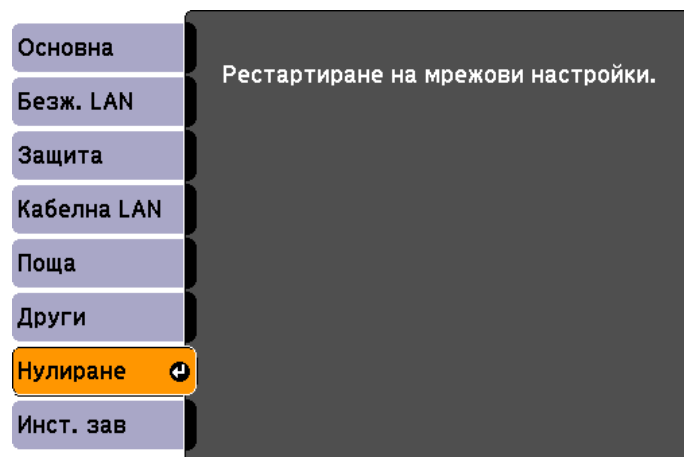 Основна
Безж. LAN
Защита
Кабелна LAN
Поща
Други
Нулиране
Инст. зав
Рестартиране на мрежови настройки.